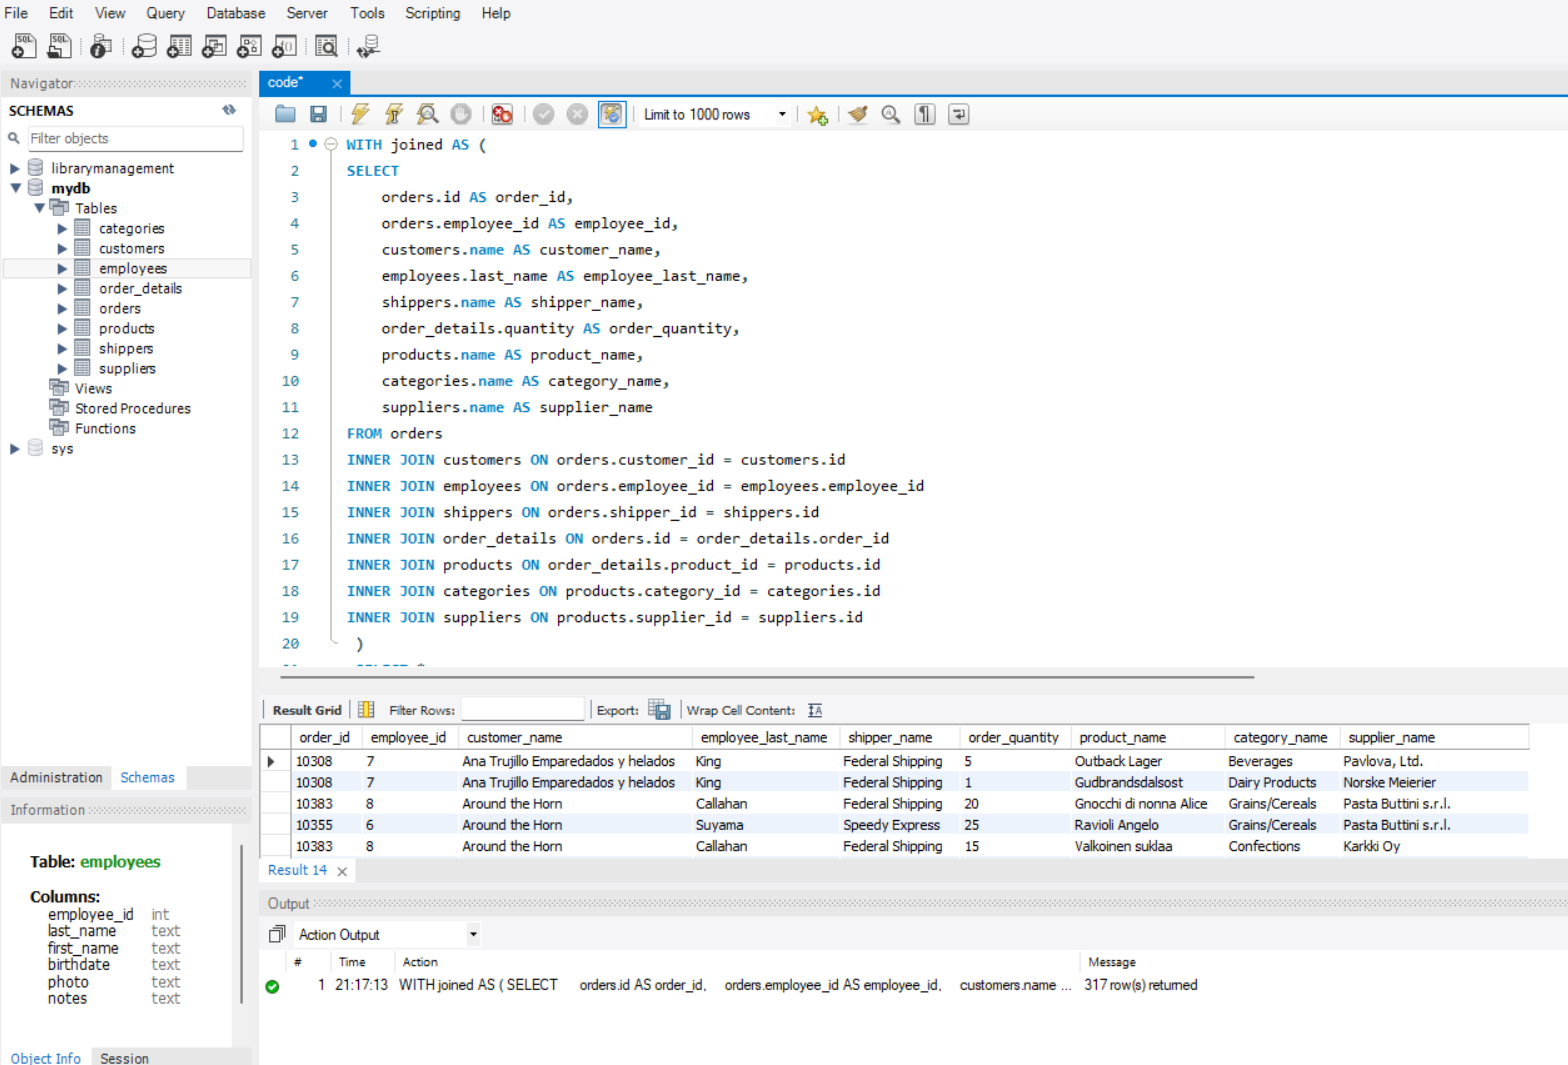 File Edit View Query Database Server Tools Scripting Help
SQL SQL
Navigator
SCHEMAS
Filter objects
librarymanagement
mydb
Tables
categories
customers
employees
order_details
orders
products
shippers
suppliers
Views
Stored Procedures
Functions
sys
Administration Schemas
Information
Table: employees
Columns:
employee_id int
last_name text
first_name text
birthdate text
photo text
notes text
Object Info Session
code*
Limit to 1000 rows
1 WITH joined AS (
2 SELECT
3 orders.id AS order_id,
4 orders.employee_id AS employee_id,
5 customers.name AS customer_name,
6 employees.last_name AS employee_last_name,
7 shippers.name AS shipper_name,
8 order_details.quantity AS order_quantity,
9 products.name AS product_name,
10 categories.name AS category_name,
11 suppliers.name AS supplier_name
12 FROM orders
13 INNER JOIN customers ON orders.customer_id = customers.id
14 INNER JOIN employees ON orders.employee_id = employees.employee_id
15 INNER JOIN shippers ON orders.shipper_id = shippers.id
16 INNER JOIN order_details ON orders.id = order_details.order_id
17 INNER JOIN products ON order_details.product_id = products.id
18 INNER JOIN categories ON products.category_id = categories.id
19 INNER JOIN suppliers ON products.supplier_id = suppliers.id
20 )
Result Grid Filter Rows: Export: Wrap Cell Content:
order_id employee_id customer_name employee_last_name shipper_name order_quantity product_name category_name supplier_name
10308 7 Ana Trujillo Emparedados y helados King Federal Shipping 5 Outback Lager Beverages Pavlova, Ltd.
10308 7 Ana Trujillo Emparedados y helados King Federal Shipping 1 Gudbrandsdalsost Dairy Products Norske Meierier
10383 8 Around the Horn Callahan Federal Shipping 20 Gnocchi di nonna Alice Grains/Cereals Pasta Buttini s.r.l.
10355 6 Around the Horn Suyama Speedy Express 25 Ravioli Angelo Grains/Cereals Pasta Buttini s.r.l.
10383 8 Around the Horn Callahan Federal Shipping 15 Valkoinen suklaa Confections Karkki Oy
Result 14
Output
Action Output
# Time Action Message
1 21:17:13 WITH joined AS ( SELECT orders.id AS order_id, orders.employee_id AS employee_id, customers.name ... 317 row(s) returned